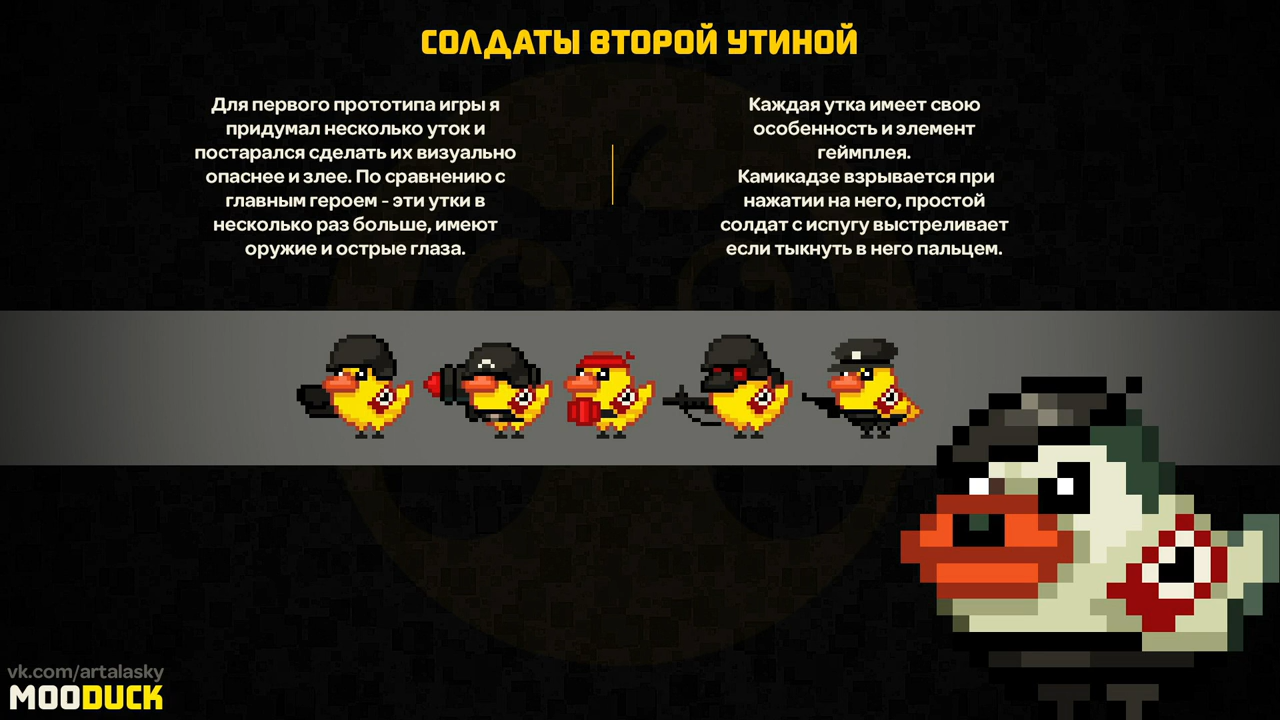 СОЛДАТЫ ВТОРОЙ УТИНОЙ
Для первого прототипа игры я
придумал несколько уток и
постарался сделать их визуально
опаснее и злее. По сравнению с
главным героем - эти утки в
несколько раз больше, имеют
оружие и острые глаза.
Каждая утка имеет свою
особенность и элемент
геймплея.
Камикадзе взрывается при
нажатии на него, простой
солдат с испугу выстреливает
если тыкнуть в него пальцем.
vk.com/artalasky
MOODUCK